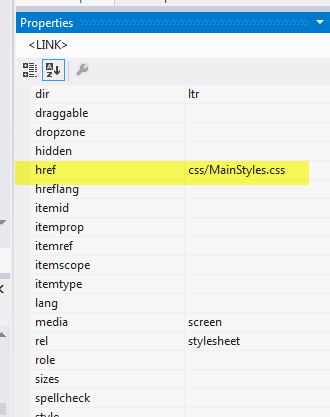 Properties
<LINK>
dir ltr
draggable
dropzone
hidden
href css/MainStyles.css
hreflang
itemid
itemprop
itemref
itemscope
itemtype
lang
media screen
rel stylesheet
role
sizes
spellcheck
style